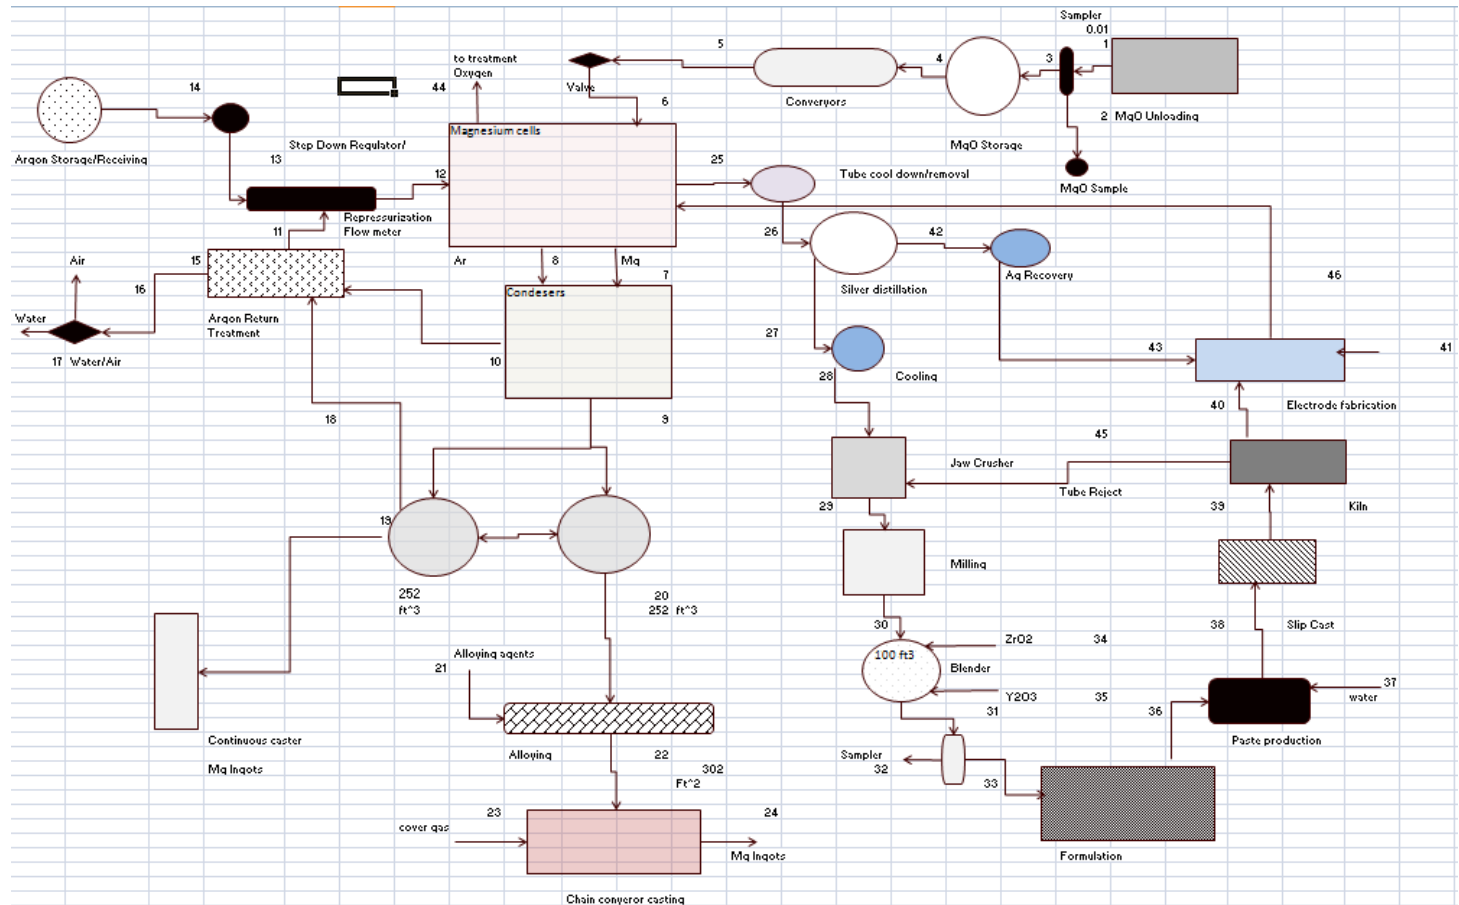 Sampler
0.01
1
5
4
3
to treatment
Oxygen
44
14
Valve
6
Converyors
2
MgO Unloading
MgO Storage
MgO Sample
Magnesium cells
Argon Storage/Receiving
Step Down Regulator/
13
12
25
Tube cool down/removal
Repressurization
Flow meter
11
26
42
Air
15
16
Ar
8
Mg
7
Ag Recovery
46
Silver distillation
Condesers
Water
Argon Return
Treatment
17
Water/Air
10
27
43
41
28
Cooling
40
Electrode fabrication
18
9
45
Jaw Crusher
Tube Reject
29
39
Kiln
19
Milling
252
ft^3
20
252 ft^3
30
ZrO2
34
38
Slip Cast
100 ft3
Blender
Alloying agents
21
Y2O3
35
37
water
31
36
Continuous caster
Mg Ingots
Paste production
Alloying
22
302
Ft^2
Sampler
32
33
23
24
cover gas
Mg Ingots
Formulation
Chain conyeror casting